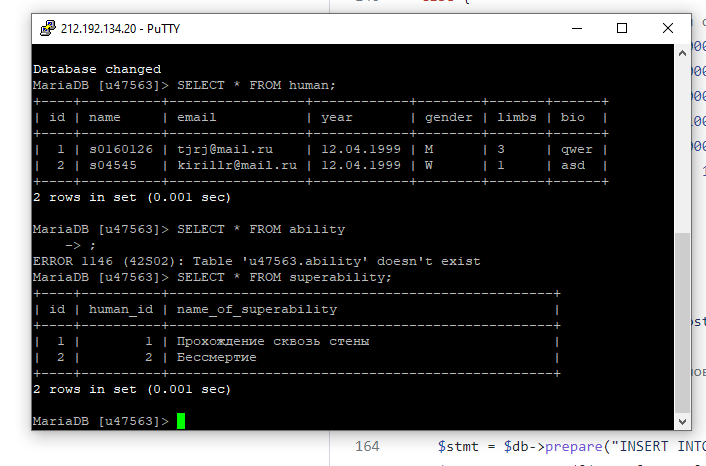 212.192.134.20 - PuTTY
Database changed
MariaDB [u47563]> SELECT * FROM human;
+----+----------+-----------------+------------+--------+-------+------+
| id | name     | email           | year       | gender | limbs | bio  |
+----+----------+-----------------+------------+--------+-------+------+
|  1 | s0160126 | tjrj@mail.ru    | 12.04.1999 | M      | 3     | qwer |
|  2 | s04545   | kirillr@mail.ru | 12.04.1999 | W      | 1     | asd  |
+----+----------+-----------------+------------+--------+-------+------+
2 rows in set (0.001 sec)
MariaDB [u47563]> SELECT * FROM ability
    -> ;
ERROR 1146 (42S02): Table 'u47563.ability' doesn't exist
MariaDB [u47563]> SELECT * FROM superability;
+----+----------+-----------------------------------------------+
| id | human_id | name_of_superability                          |
+----+----------+-----------------------------------------------+
|  1 |        1 | Прохождение сквозь стены                      |
|  2 |        2 | Бессмертие                                    |
+----+----------+-----------------------------------------------+
2 rows in set (0.001 sec)
MariaDB [u47563]>
164 $stmt = $db->prepare("INSERT INTO